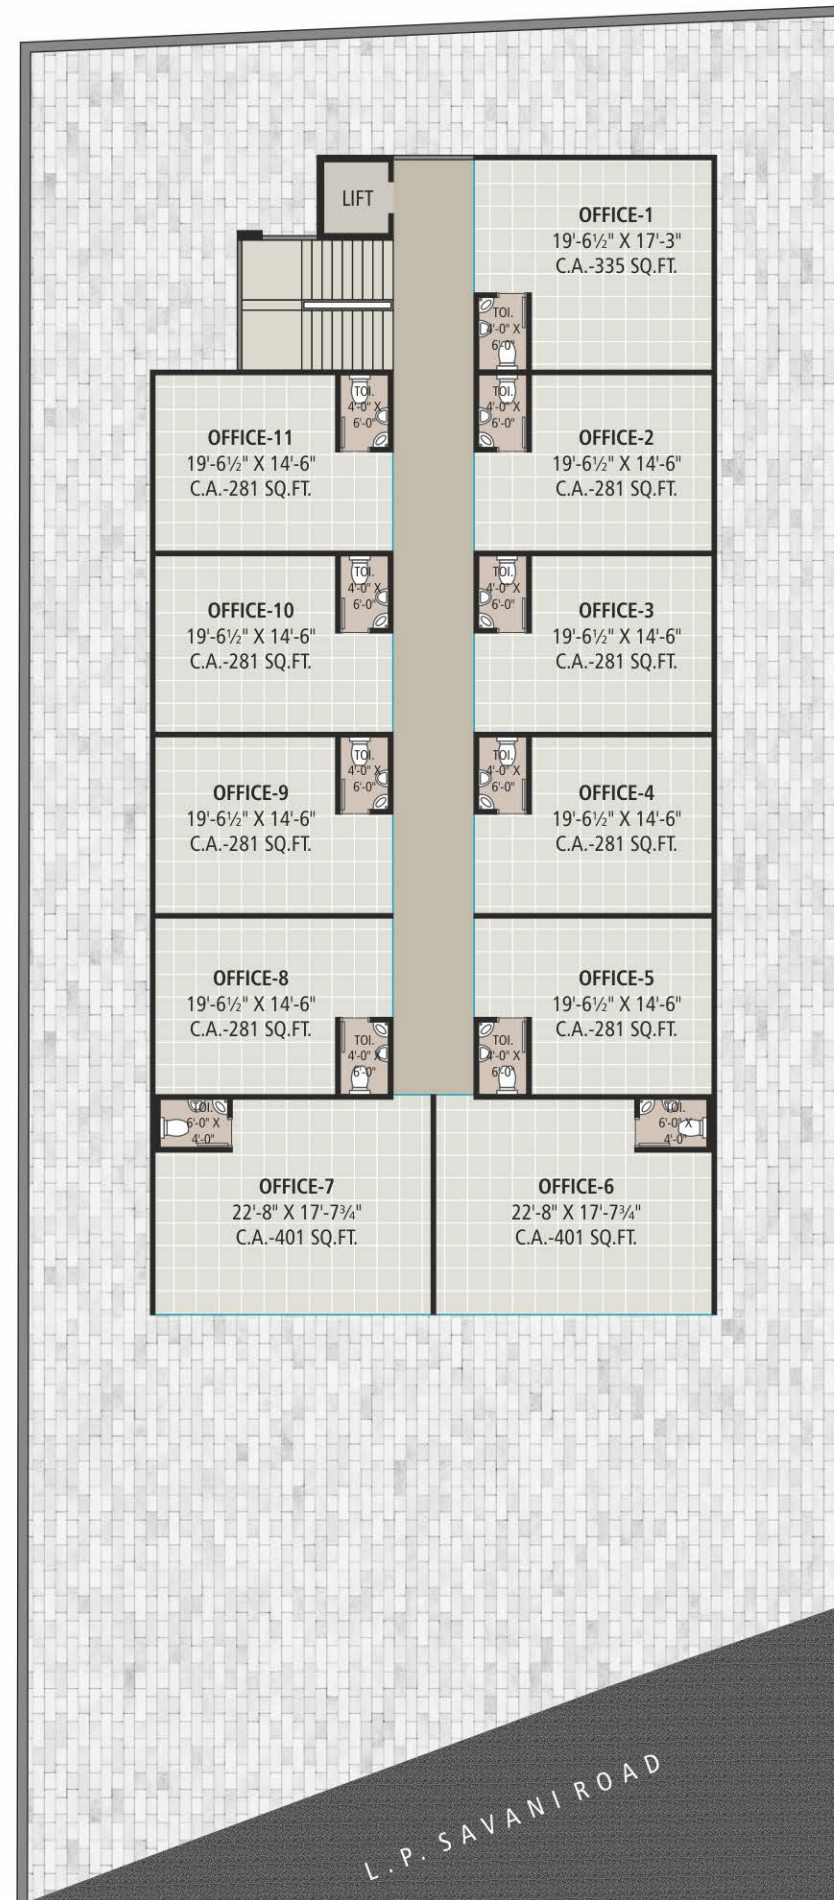 LIFT
OFFICE-1
19'-6½" X 17'-3"
C.A.-335 SQ.FT.
TOI.
4'-0" X
6'-0"
TOI.
4'-0" X
6'-0"
OFFICE-11
19'-6½" X 14'-6"
C.A.-281 SQ.FT.
TOI.
4'-0" X
6'-0"
OFFICE-2
19'-6½" X 14'-6"
C.A.-281 SQ.FT.
TOI.
4'-0" X
6'-0"
OFFICE-10
19'-6½" X 14'-6"
C.A.-281 SQ.FT.
TOI.
4'-0" X
6'-0"
OFFICE-3
19'-6½" X 14'-6"
C.A.-281 SQ.FT.
TOI.
4'-0" X
6'-0"
OFFICE-9
19'-6½" X 14'-6"
C.A.-281 SQ.FT.
TOI.
4'-0" X
6'-0"
OFFICE-4
19'-6½" X 14'-6"
C.A.-281 SQ.FT.
OFFICE-8
19'-6½" X 14'-6"
C.A.-281 SQ.FT.
TOI.
4'-0" X
6'-0"
OFFICE-5
19'-6½" X 14'-6"
C.A.-281 SQ.FT.
TOI.
4'-0" X
6'-0"
TOI.
6'-0" X
4'-0"
TOI.
6'-0" X
4'-0"
OFFICE-7
22'-8" X 17'-7¾"
C.A.-401 SQ.FT.
OFFICE-6
22'-8" X 17'-7¾"
C.A.-401 SQ.FT.
L.P. SAVANI ROAD